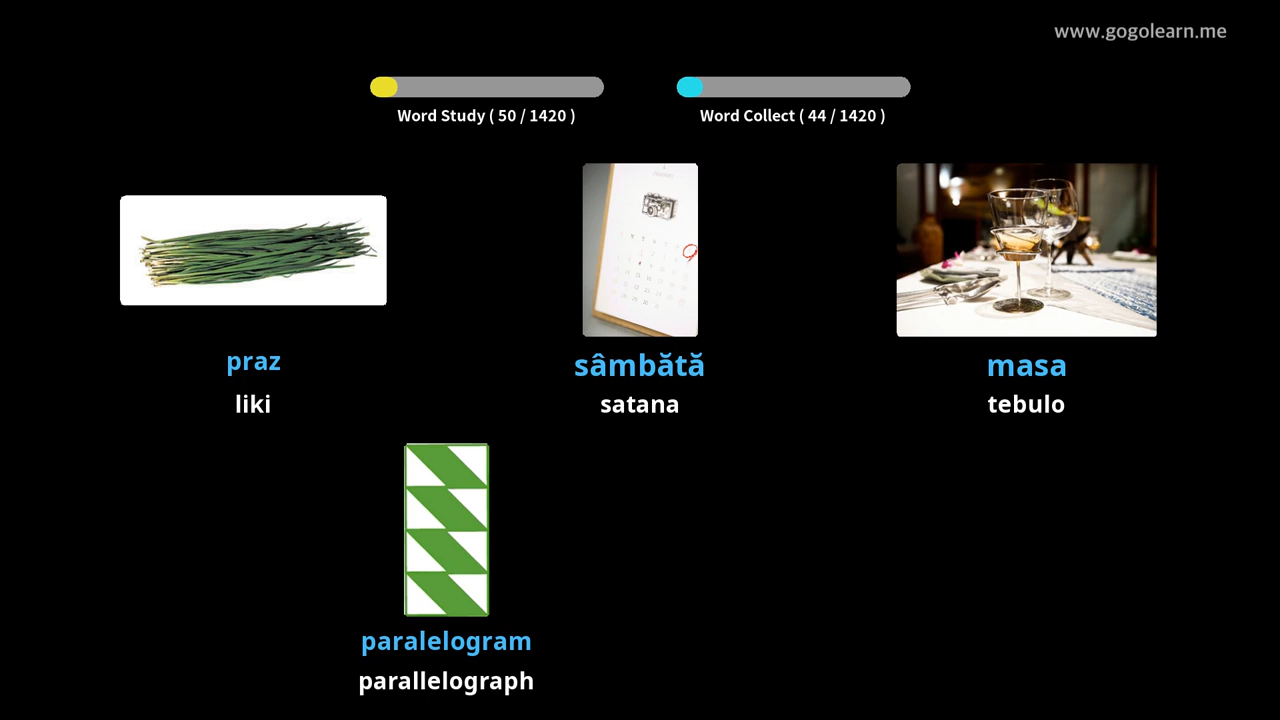 www.gogolearn.me
Word Study ( 50 / 1420 )
Word Collect ( 44 / 1420 )
praz
liki
sâmbătă
satana
masa
tebulo
paralelogram
parallelograph